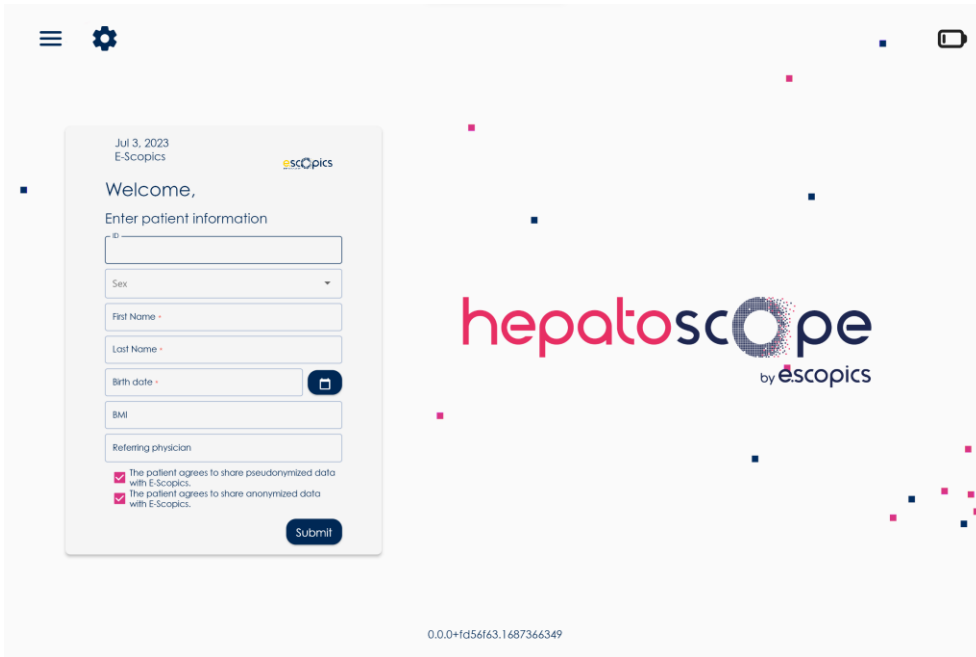 Jul 3, 2023
E-Scopics
escopics
Welcome,
Enter patient information
ID
Sex
First Name *
Last Name *
Birth date *
BMI
Referring physician
The patient agrees to share pseudonymized data
with E-Scopics.
The patient agrees to share anonymized data
with E-Scopics.
Submit
hepatoscope
by e.scopics
0.0.0+fd56f63.1687366349